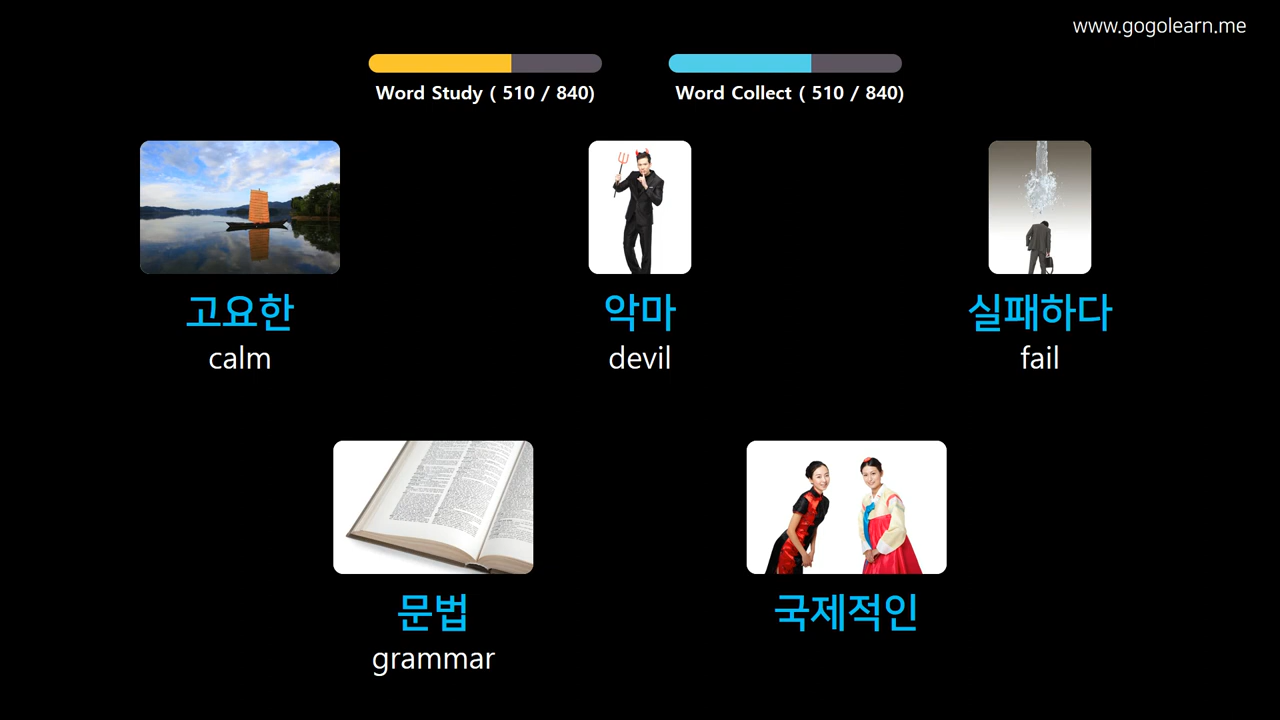 www.gogolearn.me
Word Study ( 510 / 840)
Word Collect ( 510 / 840)
고요한
calm
악마
devil
실패하다
fail
문법
grammar
국제적인